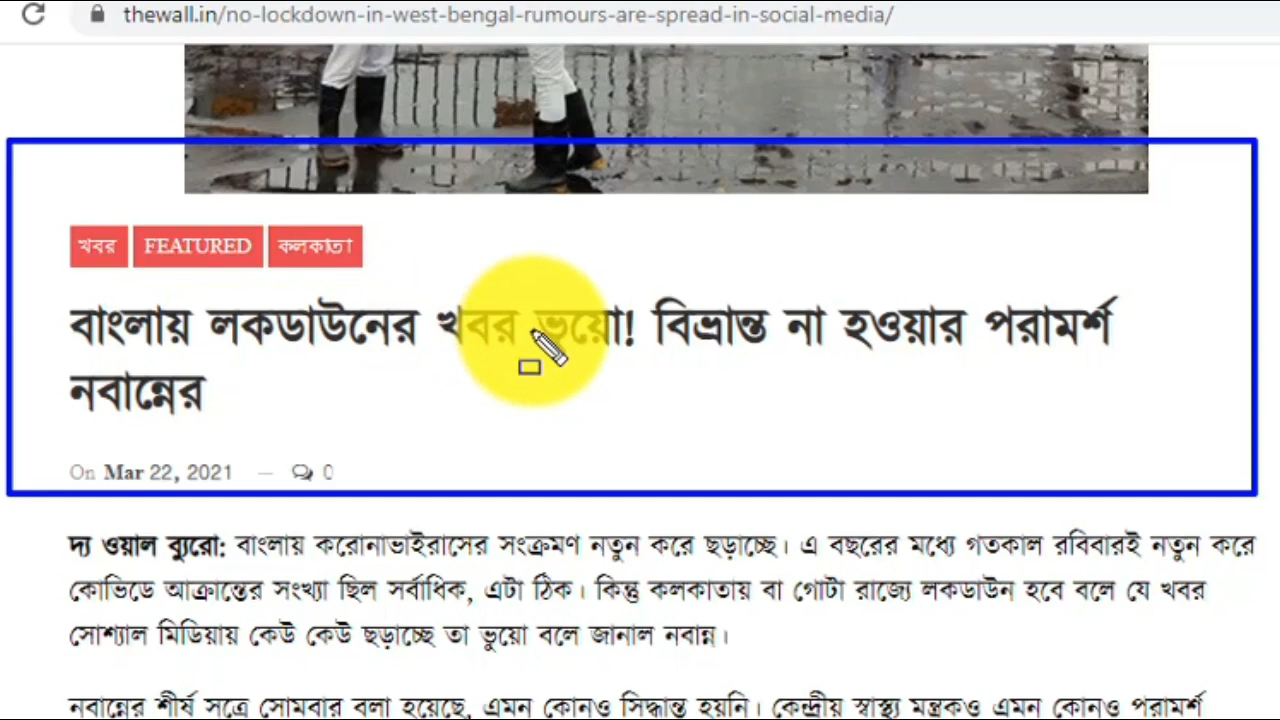 thewall.in/no-lockdown-in-west-bengal-rumours-are-spread-in-social-media/
খবর FEATURED কলকাতা
বাংলায় লকডাউনের খবর ভুয়ো! বিভ্রান্ত না হওয়ার পরামর্শ
নবান্নের
On Mar 22, 2021 — 0
দ্য ওয়াল ব্যুরো: বাংলায় করোনাভাইরাসের সংক্রমণ নতুন করে ছড়াচ্ছে। এ বছরের মধ্যে গতকাল রবিবারই নতুন করে
কোভিডে আক্রান্তের সংখ্যা ছিল সর্বাধিক, এটা ঠিক। কিন্তু কলকাতায় বা গোটা রাজ্যে লকডাউন হবে বলে যে খবর
সোশ্যাল মিডিয়ায় কেউ কেউ ছড়াচ্ছে তা ভুয়ো বলে জানাল নবান্ন।
নবান্নের শীর্ষ সূত্রে সোমবার বলা হয়েছে, এমন কোনও সিদ্ধান্ত হয়নি। কেন্দ্রীয় স্বাস্থ্য মন্ত্রকও এমন কোনও পরামর্শ